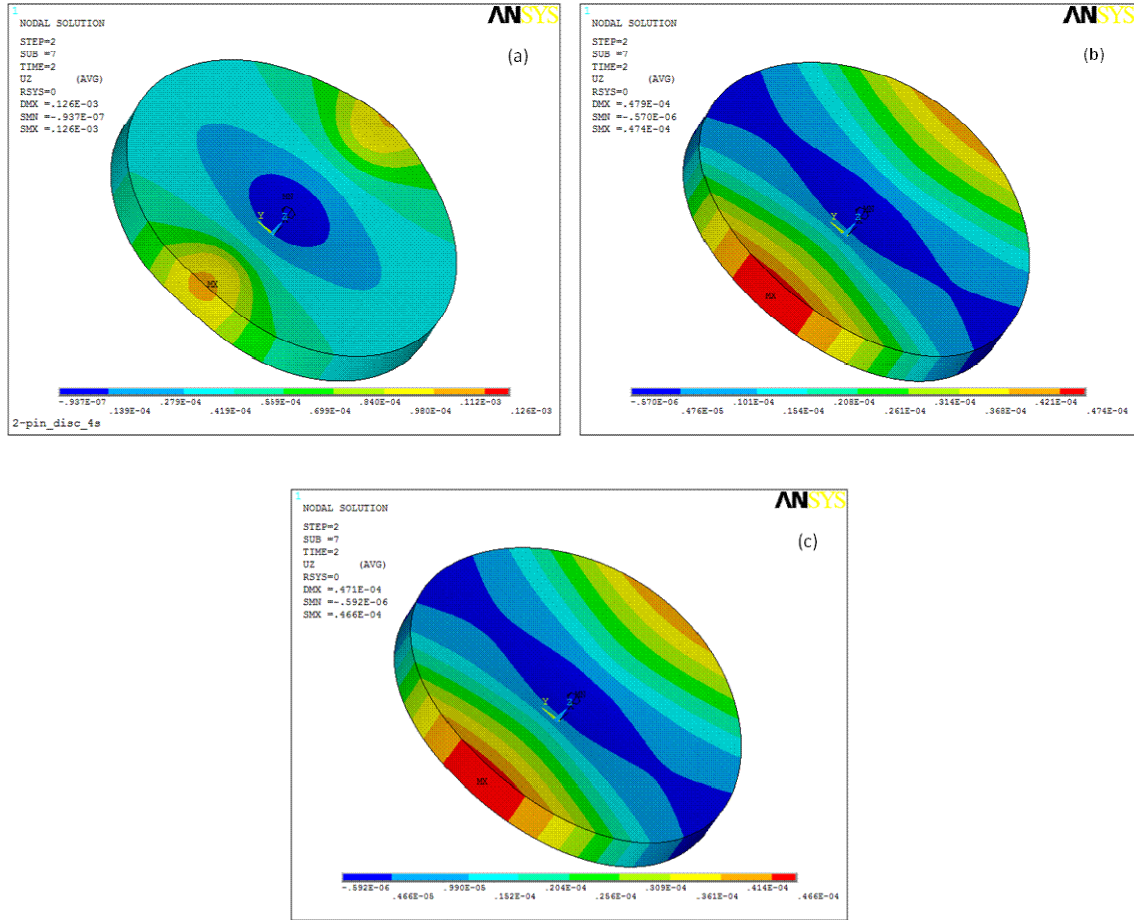 1
NODAL SOLUTION
ANSYS
STEP=2
SUB =7
TIME=2
UZ (AVG)
RSYS=0
DMX =.126E-03
SMN =-.937E-07
SMX =.126E-03
(a)
Y
Z
MX
-.937E-07 .279E-04 .559E-04 .840E-04 .112E-03
.139E-04 .419E-04 .699E-04 .980E-04 .126E-03
2-pin_disc_4s
1
NODAL SOLUTION
ANSYS
STEP=2
SUB =7
TIME=2
UZ (AVG)
RSYS=0
DMX =.479E-04
SMN =-.570E-06
SMX =.474E-04
(b)
Y
Z
MX
-.570E-06 .101E-04 .208E-04 .314E-04 .421E-04
.476E-05 .154E-04 .261E-04 .368E-04 .474E-04
1
NODAL SOLUTION
ANSYS
STEP=2
SUB =7
TIME=2
UZ (AVG)
RSYS=0
DMX =.471E-04
SMN =-.592E-06
SMX =.466E-04
(c)
Y
Z
MX
-.592E-06 .990E-05 .204E-04 .309E-04 .414E-04
.466E-05 .152E-04 .256E-04 .361E-04 .466E-04